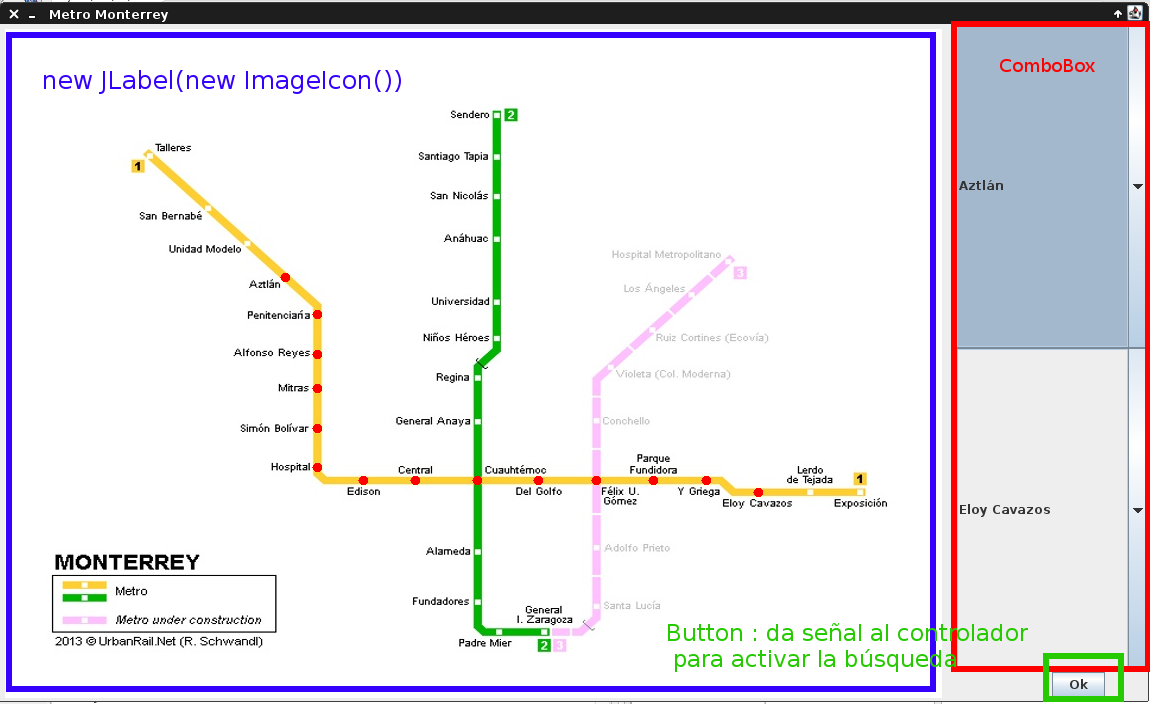 Metro Monterrey
new JLabel(new ImageIcon())
ComboBox
Sendero
2
Santiago Tapia
Talleres
1
San Nicolás
Aztlán
San Bernabé
Anáhuac
Unidad Modelo
Hospital Metropolitano
3
Aztlán
Los Ángeles
Universidad
Penitenciaría
Niños Héroes
Ruiz Cortines (Ecovía)
Alfonso Reyes
Regina
Violeta (Col. Moderna)
Mitras
General Anaya
Conchello
Simón Bolívar
Hospital
Central
Cuauhtémoc
Parque
Fundidora
Lerdo
de Tejada
1
Edison
Del Golfo
Félix U.
Gómez
Y Griega
Eloy Cavazos
Exposición
Eloy Cavazos
Alameda
Adolfo Prieto
MONTERREY
Metro
Metro under construction
2013 © UrbanRail.Net (R. Schwandl)
Fundadores
General
I. Zaragoza
Santa Lucía
Padre Mier
2
3
Button : da señal al controlador
para activar la búsqueda
Ok